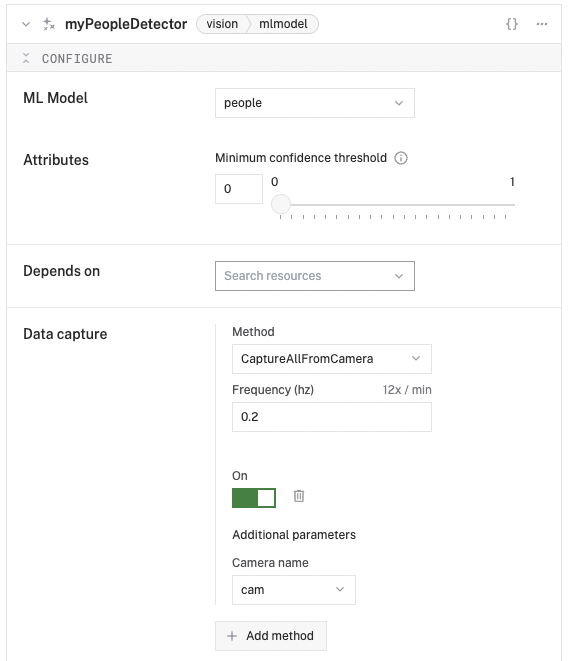 myPeopleDetector vision mlmodel {} ...
CONFIGURE
ML Model people
Attributes Minimum confidence threshold
0 0 1
Depends on Search resources
Data capture Method
CaptureAllFromCamera
Frequency (hz) 12x / min
0.2
On
Additional parameters
Camera name
cam
+ Add method